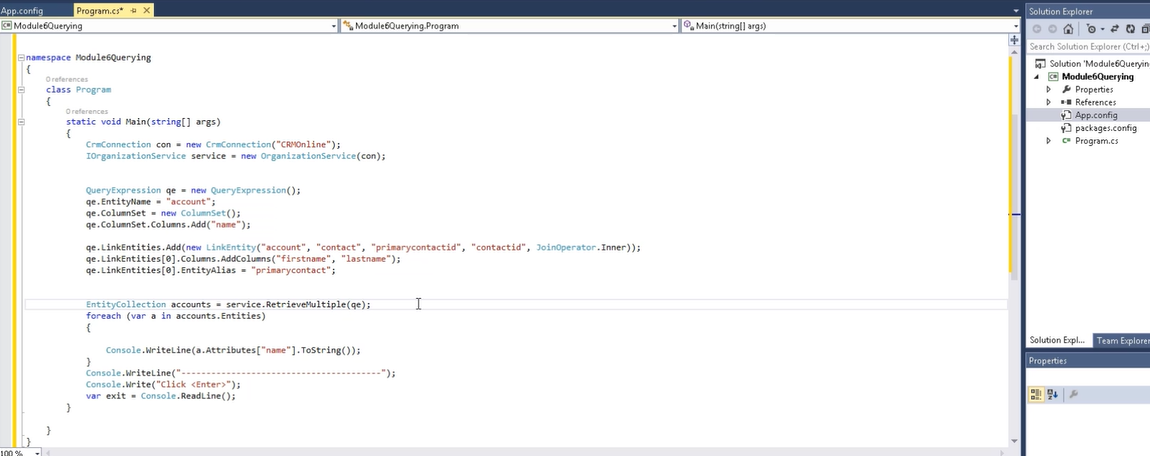 App.config
Program.cs*
Module6Querying
Module6Querying.Program
Main(string[] args)
namespace Module6Querying
{
0 references
class Program
{
0 references
static void Main(string[] args)
{
CrmConnection con = new CrmConnection("CRMOnline");
IOrganizationService service = new OrganizationService(con);
QueryExpression qe = new QueryExpression();
qe.EntityName = "account";
qe.ColumnSet = new ColumnSet();
qe.ColumnSet.Columns.Add("name");
qe.LinkEntities.Add(new LinkEntity("account", "contact", "primarycontactid", "contactid", JoinOperator.Inner));
qe.LinkEntities[0].Columns.AddColumns("firstname", "lastname");
qe.LinkEntities[0].EntityAlias = "primarycontact";
EntityCollection accounts = service.RetrieveMultiple(qe);
foreach (var a in accounts.Entities)
{
Console.WriteLine(a.Attributes["name"].ToString());
}
Console.WriteLine("----------------------------------------");
Console.Write("Click <Enter>");
var exit = Console.ReadLine();
}
}
}
100 %
Solution Explorer
Search Solution Explorer (Ctrl+;)
Solution 'Module6Queryin
Module6Querying
Properties
References
App.config
packages.config
Program.cs
Solution Expl...
Team Explorer
Properties